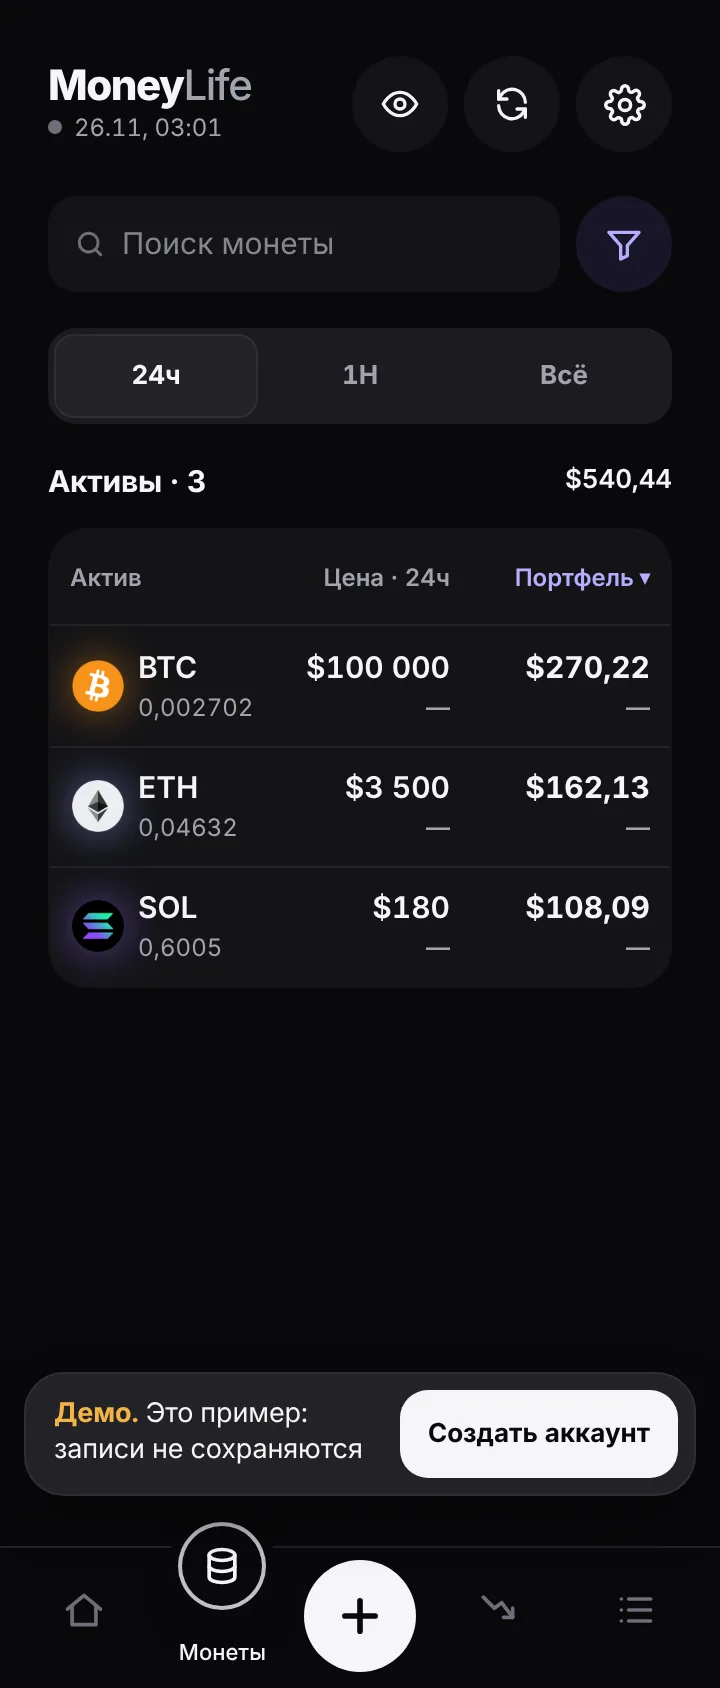 MoneyLife
26.11, 03:01
Поиск монеты
24ч 1Н Всё
Активы · 3 $540,44
Актив Цена · 24ч Портфель ▾
BTC $100 000 $270,22
0,002702 — —
ETH $3 500 $162,13
0,04632 — —
SOL $180 $108,09
0,6005 — —
Демо. Это пример:
записи не сохраняются
Создать аккаунт
Монеты